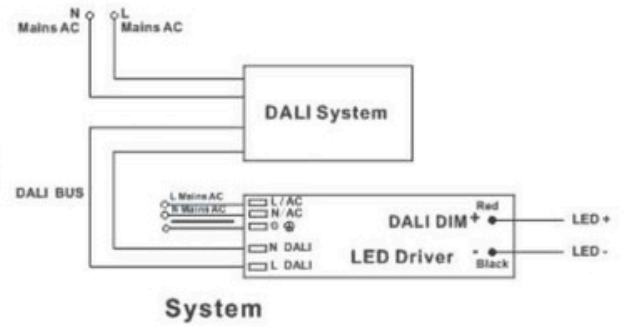 N L
Mains AC Mains AC
DALI System
DALI BUS
L Mains AC
N Mains AC
L/AC
N/AC
G
N DALI
L DALI
DALI DIM
LED Driver
Red
+
-
Black
LED +
LED -
System